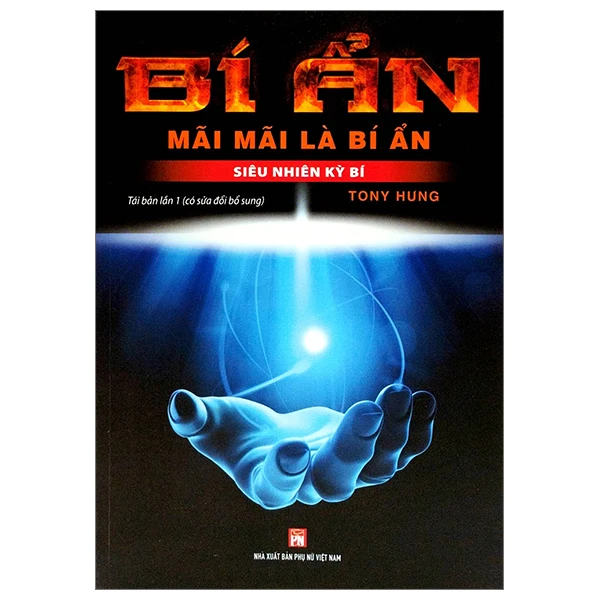 BÍ ẨN
MÃI MÃI LÀ BÍ ẨN
SIÊU NHIÊN KỲ BÍ
TONY HUNG
Tái bản lần 1 (có sửa đổi bổ sung)
PN
NHÀ XUẤT BẢN PHỤ NỮ VIỆT NAM